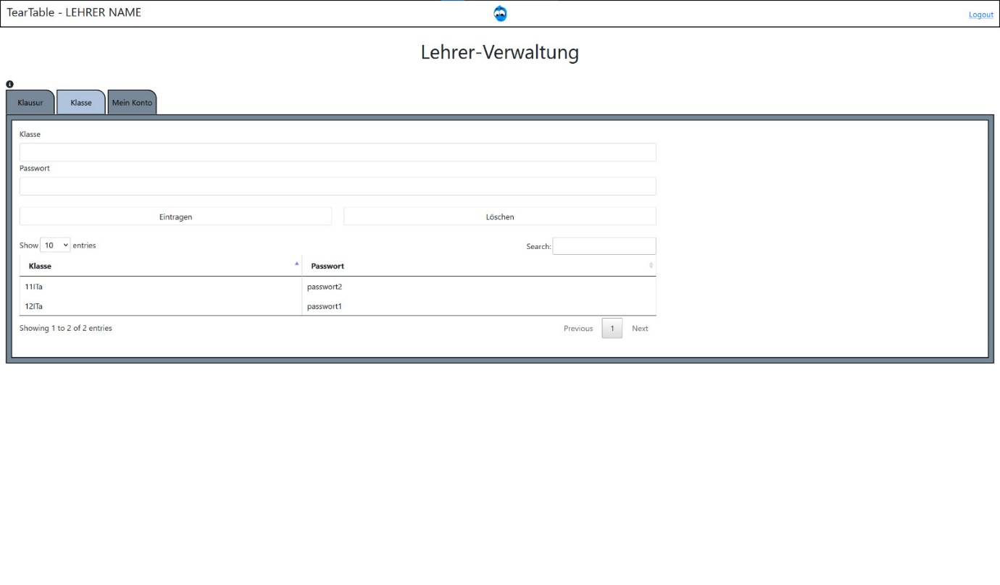 TearTable - LEHRER NAME
Logout
Lehrer-Verwaltung
Klausur Klasse Mein Konto
Klasse
Passwort
Eintragen Löschen
Show 10 entries Search:
Klasse Passwort
11ITa passwort2
12ITa passwort1
Showing 1 to 2 of 2 entries Previous 1 Next